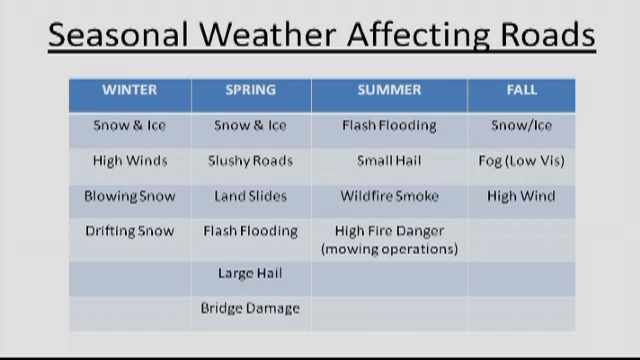 Seasonal Weather Affecting Roads
WINTER SPRING SUMMER FALL
Snow & Ice Snow & Ice Flash Flooding Snow/Ice
High Winds Slushy Roads Small Hail Fog (Low Vis)
Blowing Snow Land Slides Wildfire Smoke High Wind
Drifting Snow Flash Flooding High Fire Danger
(mowing operations)
Large Hail
Bridge Damage